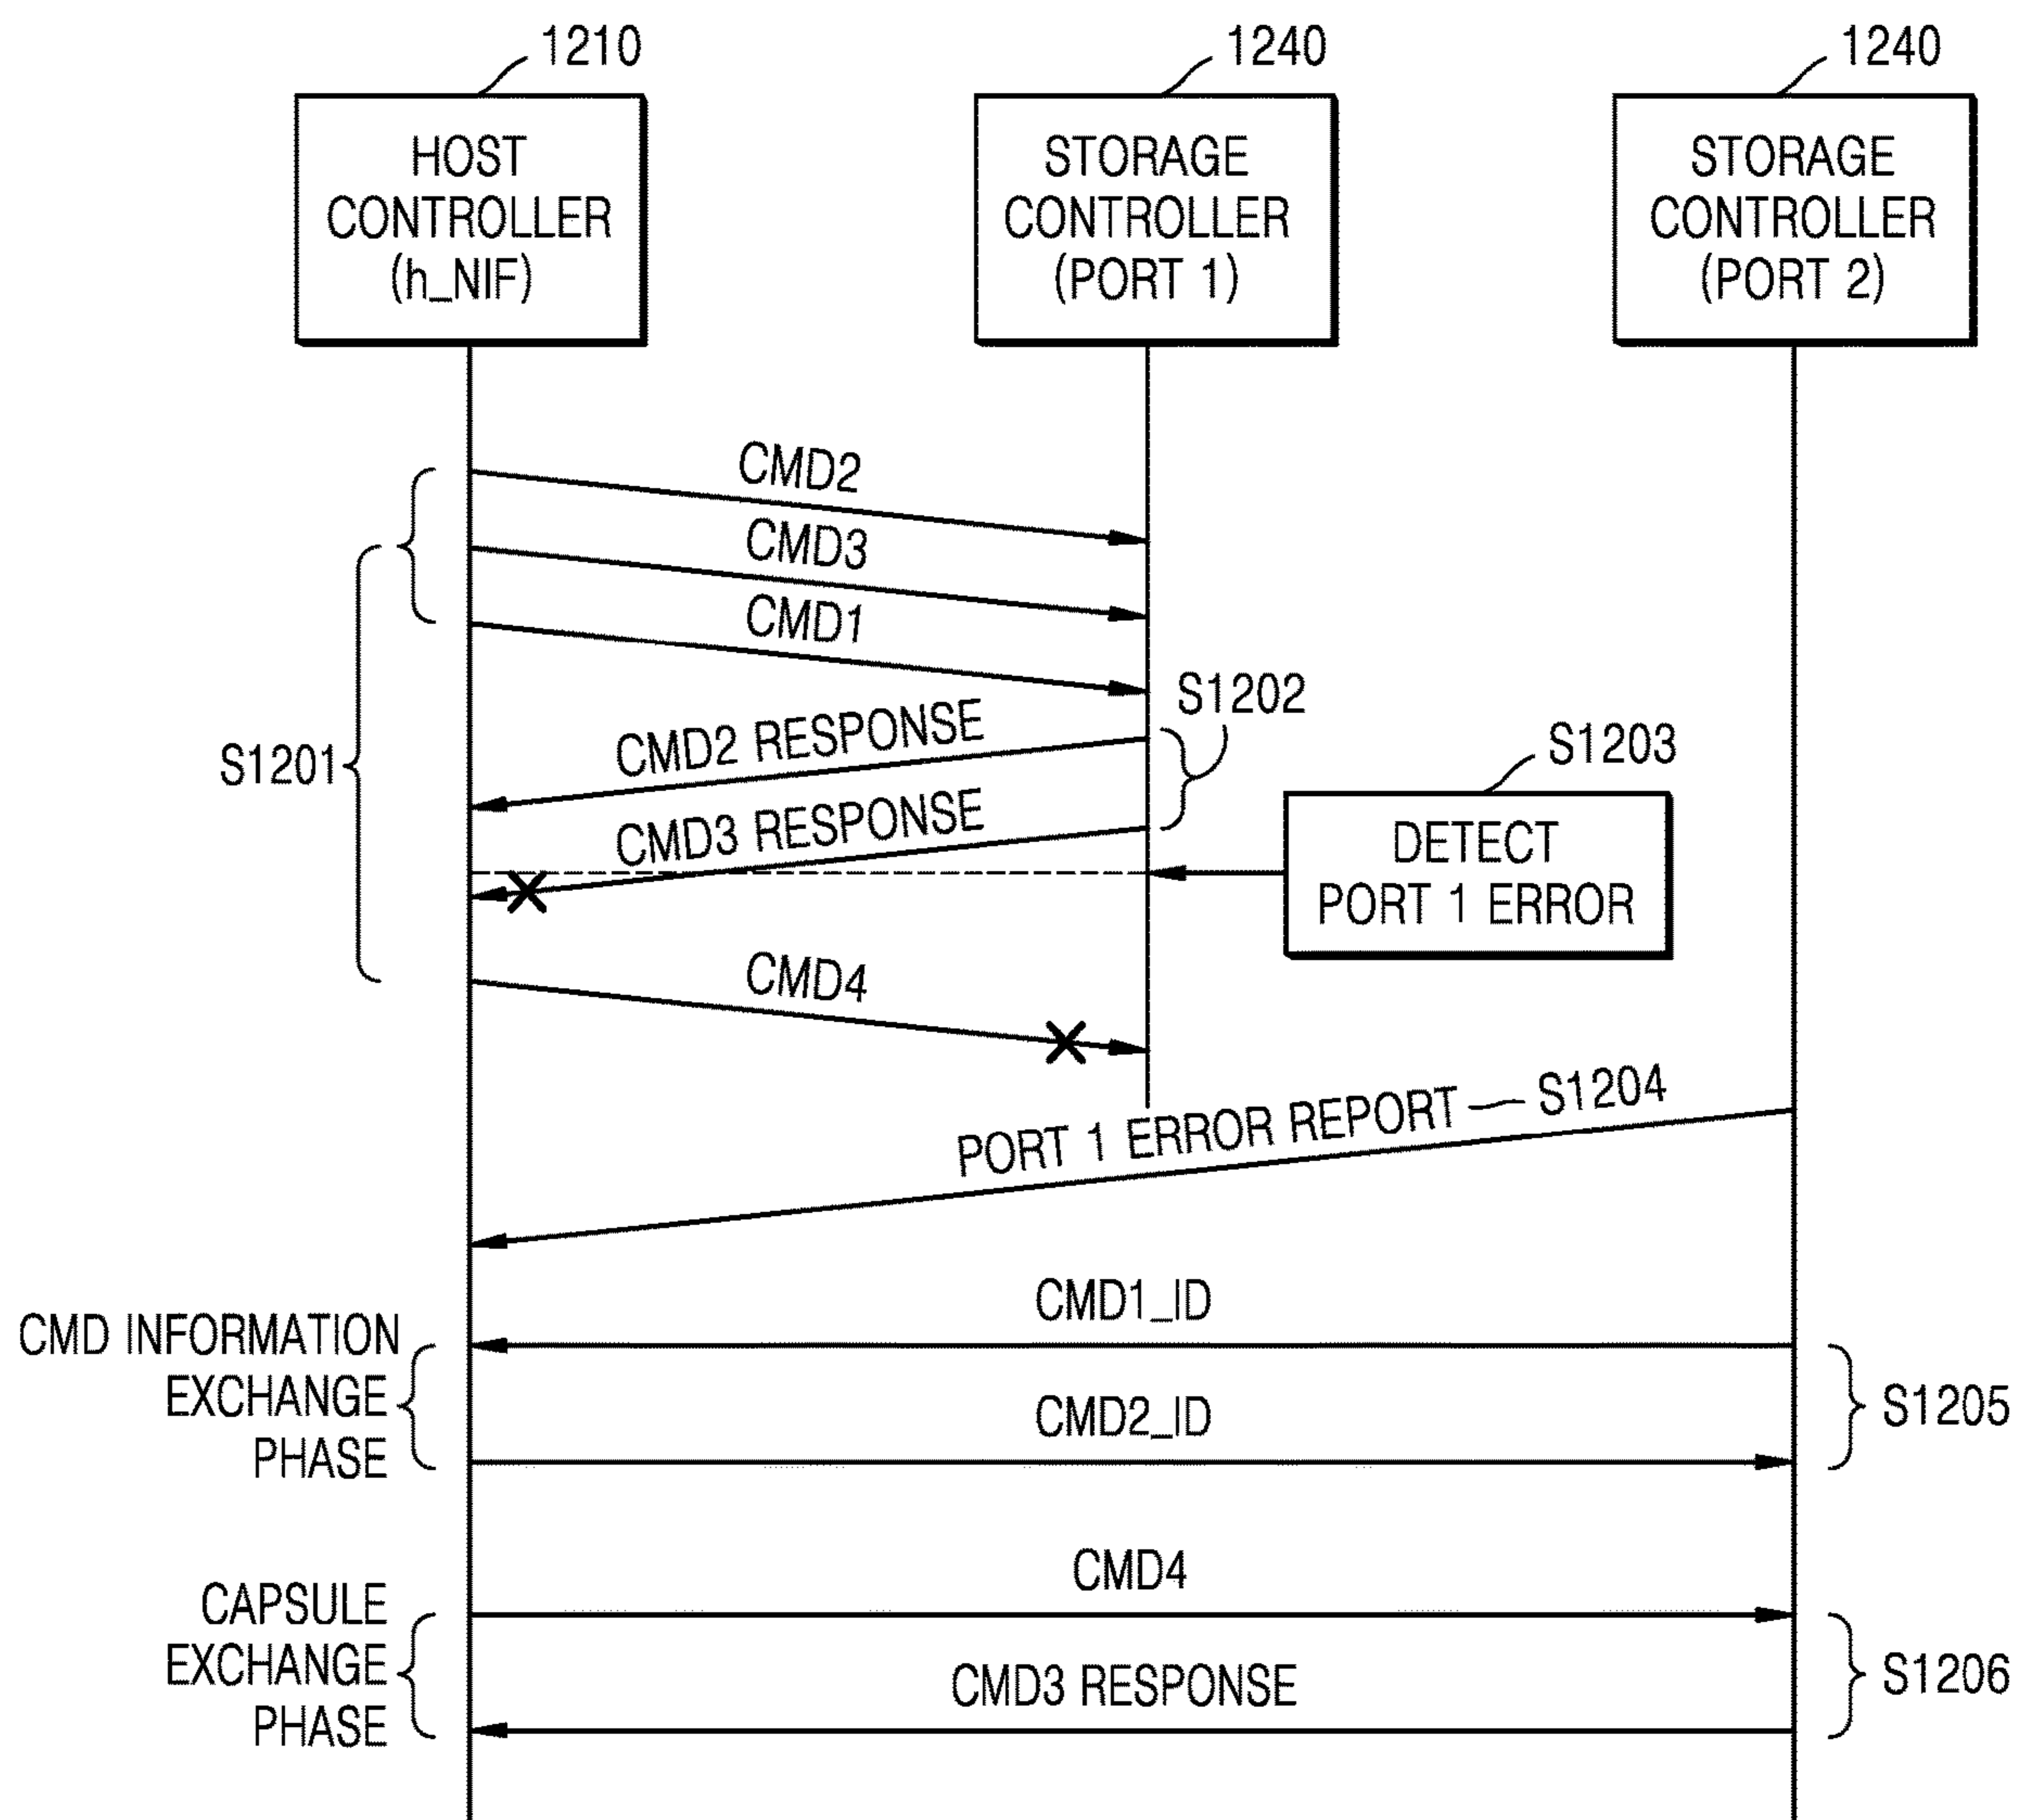 1210
1240
1240
HOST
CONTROLLER
(h_NIF)
STORAGE
CONTROLLER
(PORT 1)
STORAGE
CONTROLLER
(PORT 2)
CMD2
CMD3
CMD1
S1202
CMD2 RESPONSE
S1201
S1203
CMD3 RESPONSE
DETECT
PORT 1 ERROR
CMD4
PORT 1 ERROR REPORT
S1204
CMD1_ID
CMD INFORMATION
EXCHANGE
PHASE
CMD2_ID
S1205
CMD4
CAPSULE
EXCHANGE
PHASE
CMD3 RESPONSE
S1206